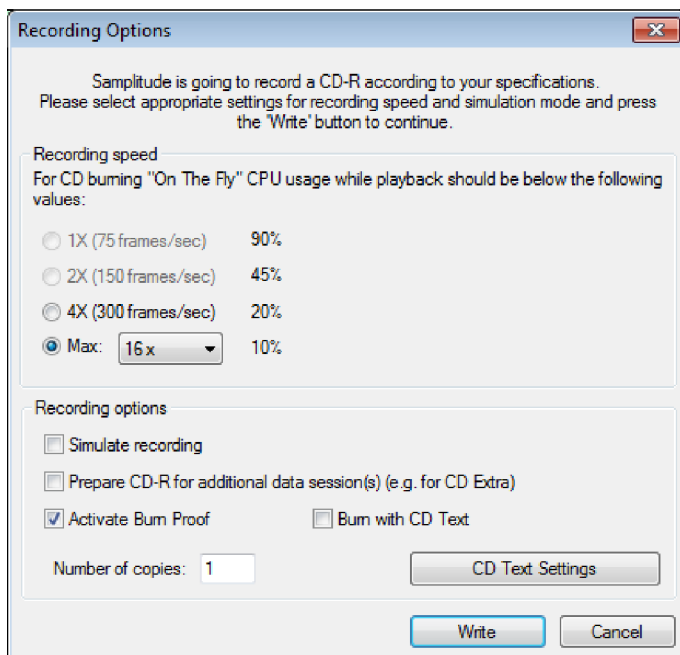 Recording Options
Samplitude is going to record a CD-R according to your specifications.
Please select appropriate settings for recording speed and simulation mode and press
the 'Write' button to continue.
Recording speed
For CD burning "On The Fly" CPU usage while playback should be below the following
values:
1X (75 frames/sec) 90%
2X (150 frames/sec) 45%
4X (300 frames/sec) 20%
Max: 16 x 10%
Recording options
Simulate recording
Prepare CD-R for additional data session(s) (e.g. for CD Extra)
Activate Burn Proof Burn with CD Text
Number of copies: 1 CD Text Settings
Write Cancel